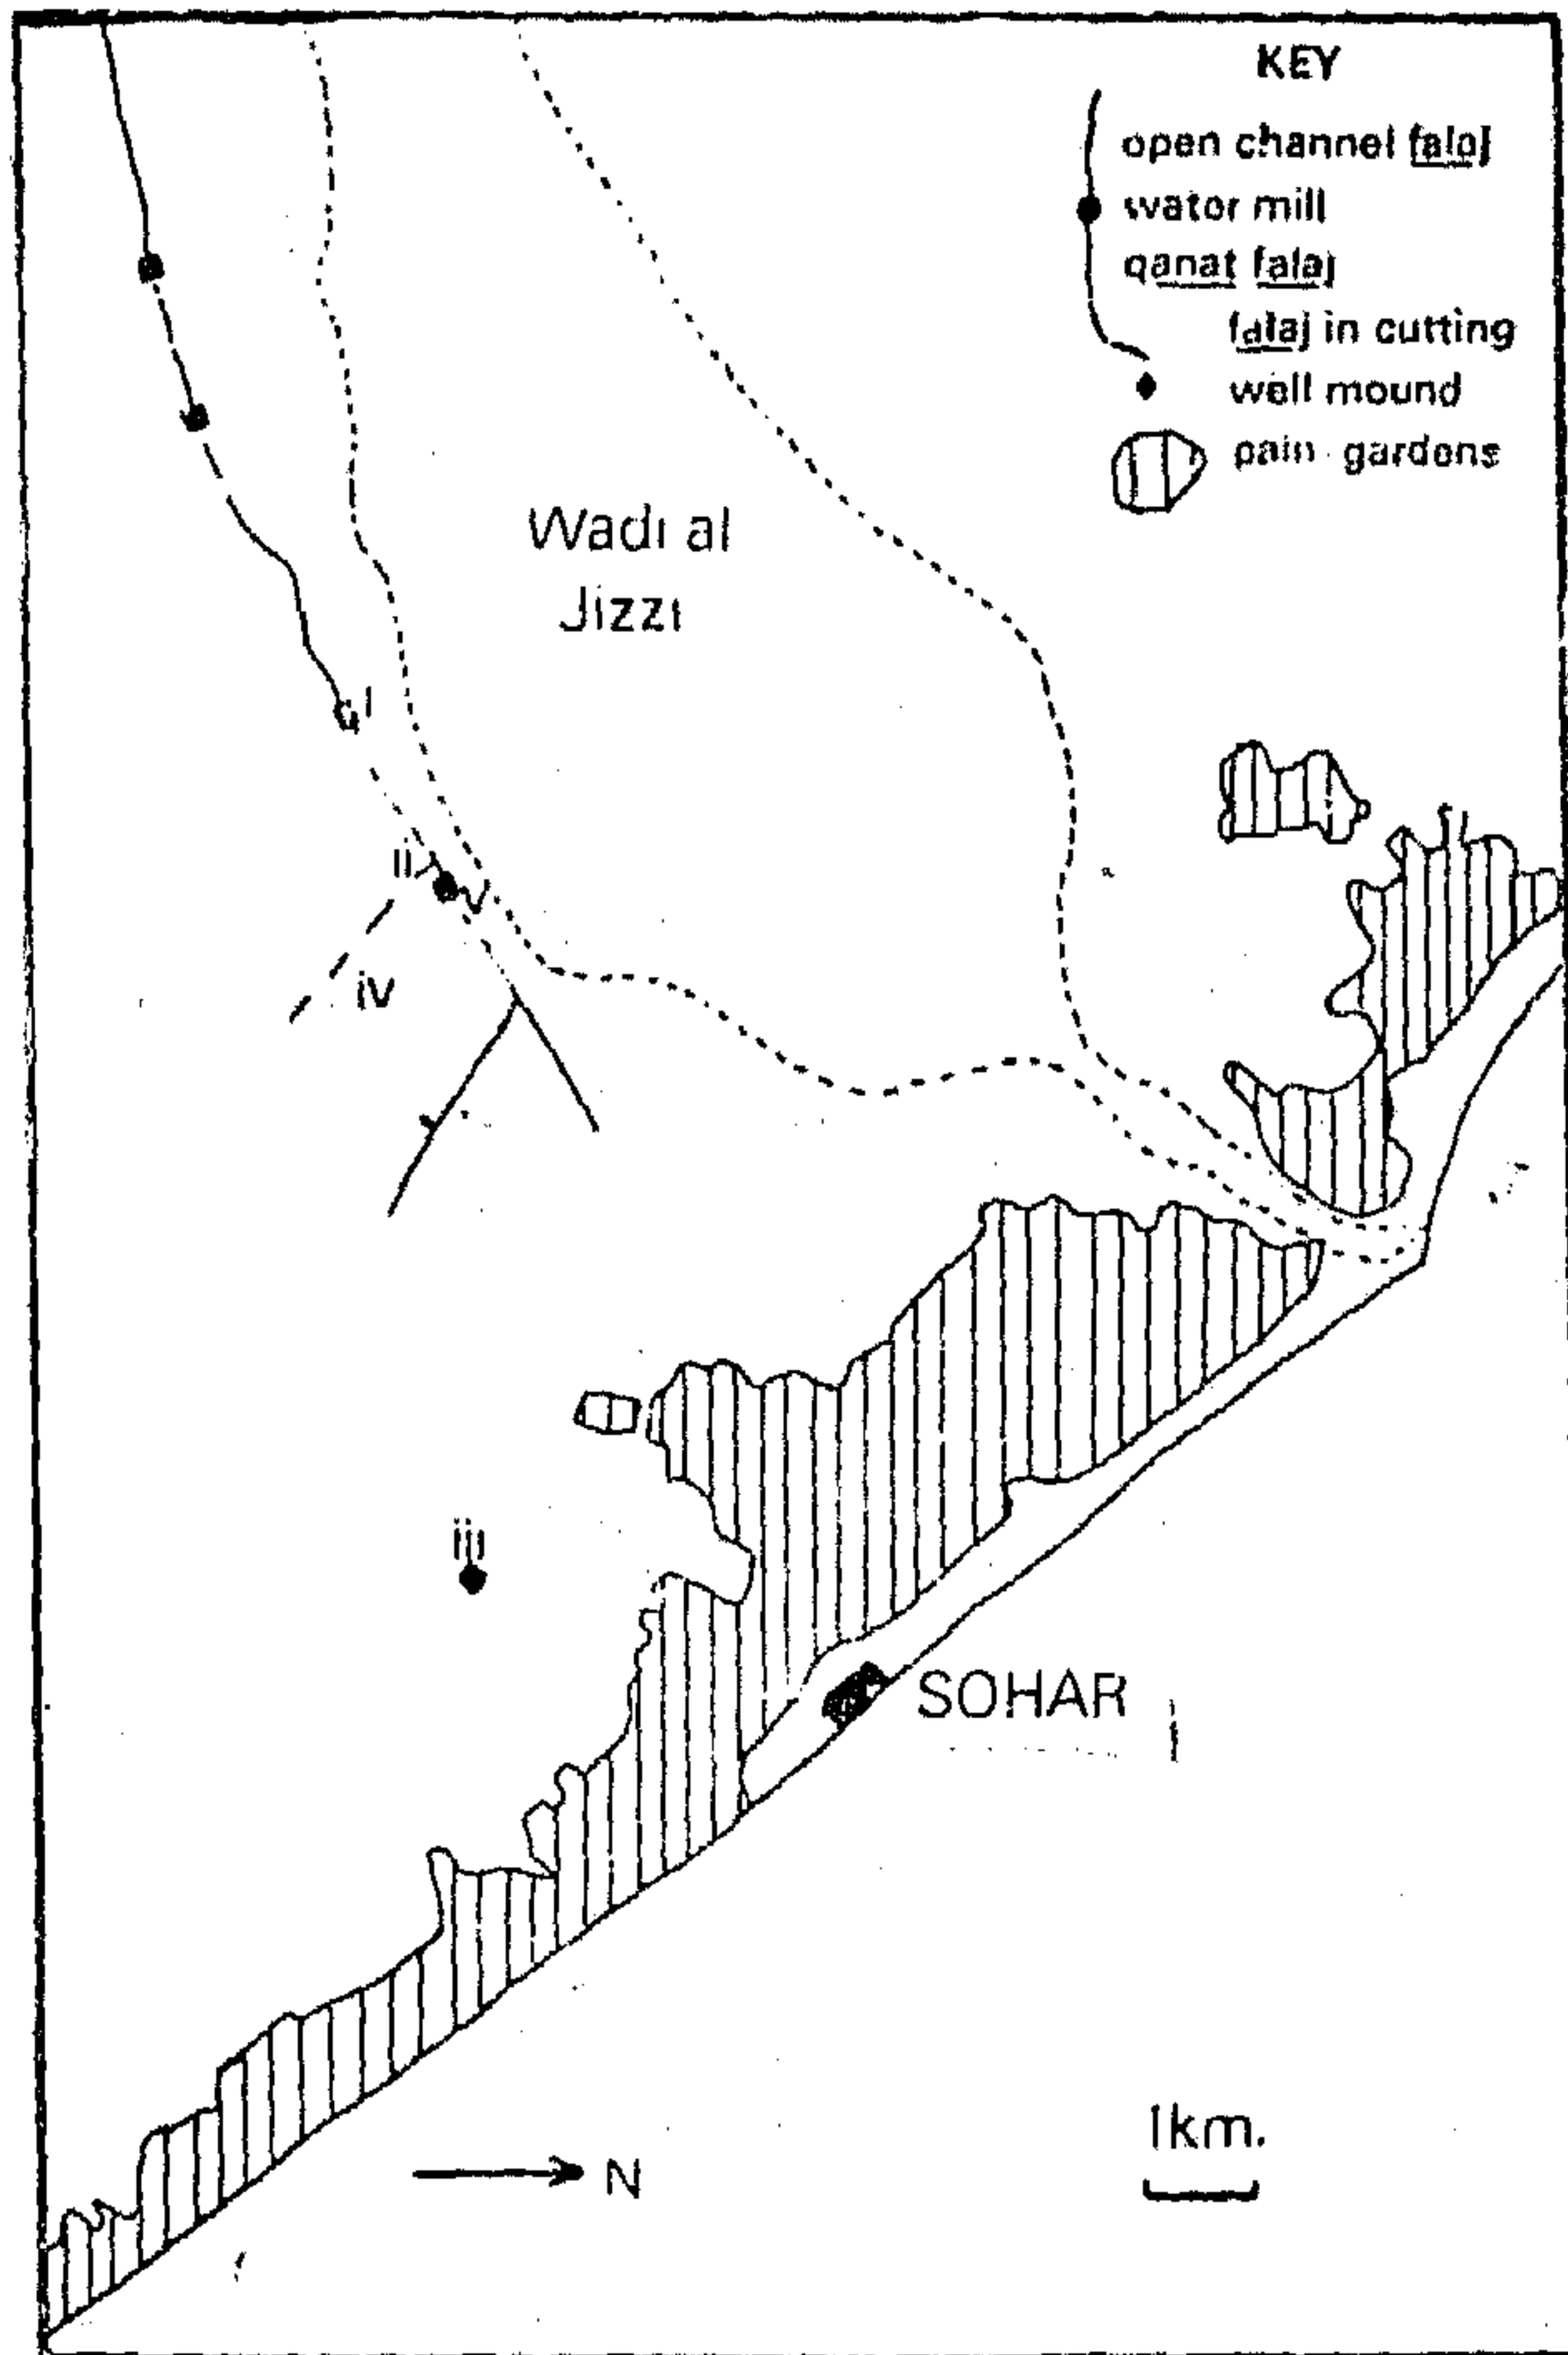 KEY
open channel falaj
water mill
qanat falaj
falaj in cutting
well mound
gardens
Wadi al
Jizzi
i
ii
iv
iii
SOHAR
N
1km.